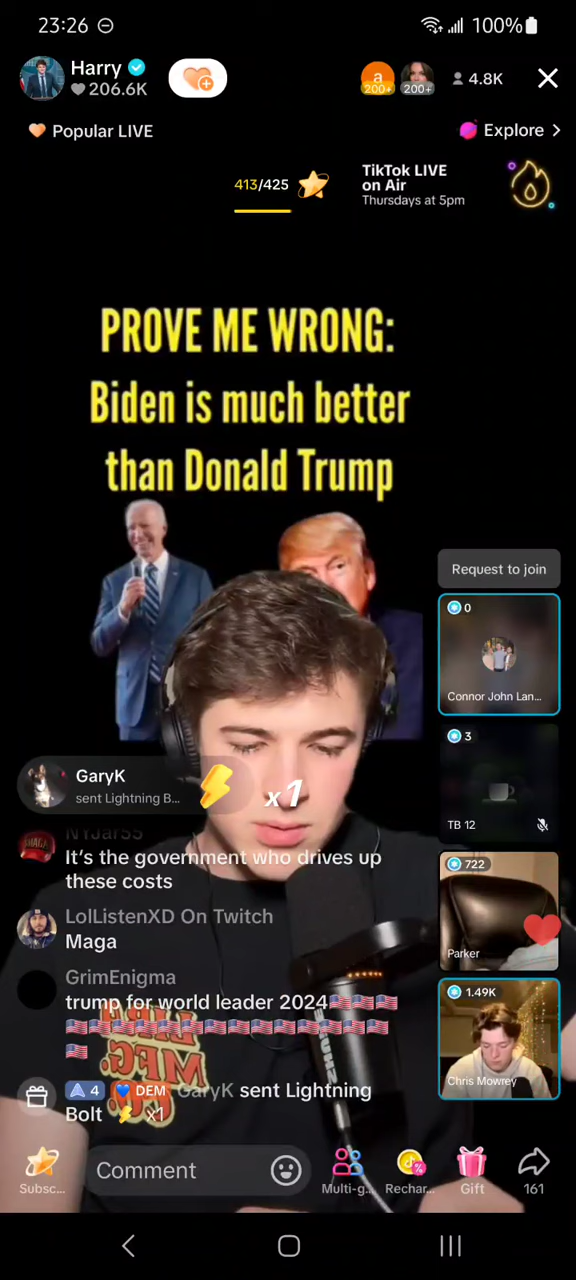 23:26
100%
Harry
206.6K
a
200+
200+
4.8K
Popular LIVE
Explore >
413/425
TikTok LIVE
on Air
Thursdays at 5pm
PROVE ME WRONG:
Biden is much better
than Donald Trump
Request to join
0
Connor John Lan...
3
TB 12
722
Parker
1.49K
Chris Mowrey
GaryK
sent Lightning B...
x1
NYJar55
It's the government who drives up
these costs
LolListenXD On Twitch
Maga
GrimEnigma
trump for world leader 2024🇺🇸🇺🇸🇺🇸
🇺🇸🇺🇸🇺🇸🇺🇸🇺🇸🇺🇸🇺🇸🇺🇸🇺🇸🇺🇸🇺🇸🇺🇸🇺🇸🇺🇸
🇺🇸
4 💙 DEM GaryK sent Lightning
Bolt ⚡ x1
MFG.
Subsc...
Comment
Multi-g...
Rechar...
Gift
161